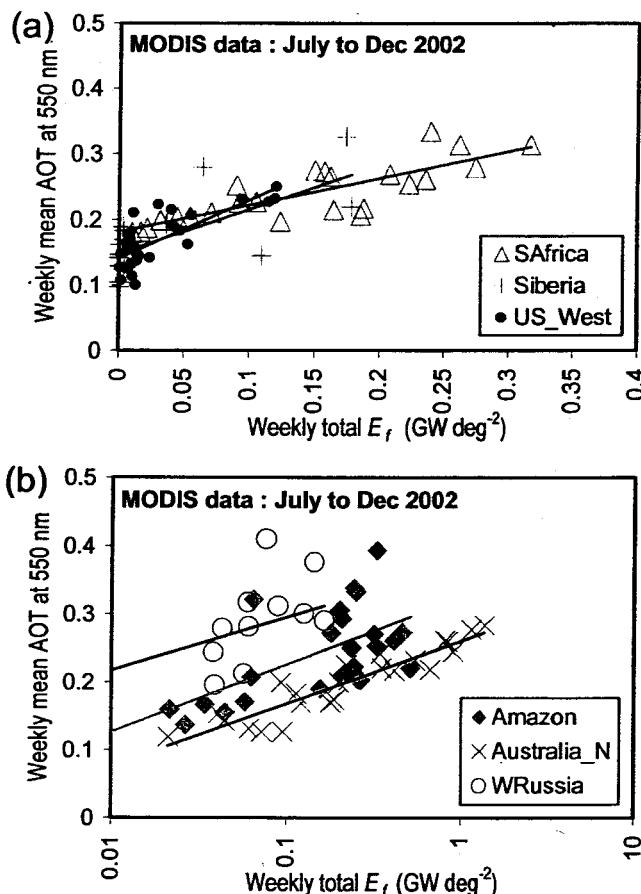 (a)
MODIS data : July to Dec 2002
Weekly mean AOT at 550 nm
0.5
0.4
0.3
0.2
0.1
0
SAfrica
Siberia
US_West
0 0.05 0.1 0.15 0.2 0.25 0.3 0.35 0.4
Weekly total E_f (GW deg⁻²)
(b)
MODIS data : July to Dec 2002
Weekly mean AOT at 550 nm
0.5
0.4
0.3
0.2
0.1
0
Amazon
Australia_N
WRussia
0.01 0.1 1 10
Weekly total E_f (GW deg⁻²)